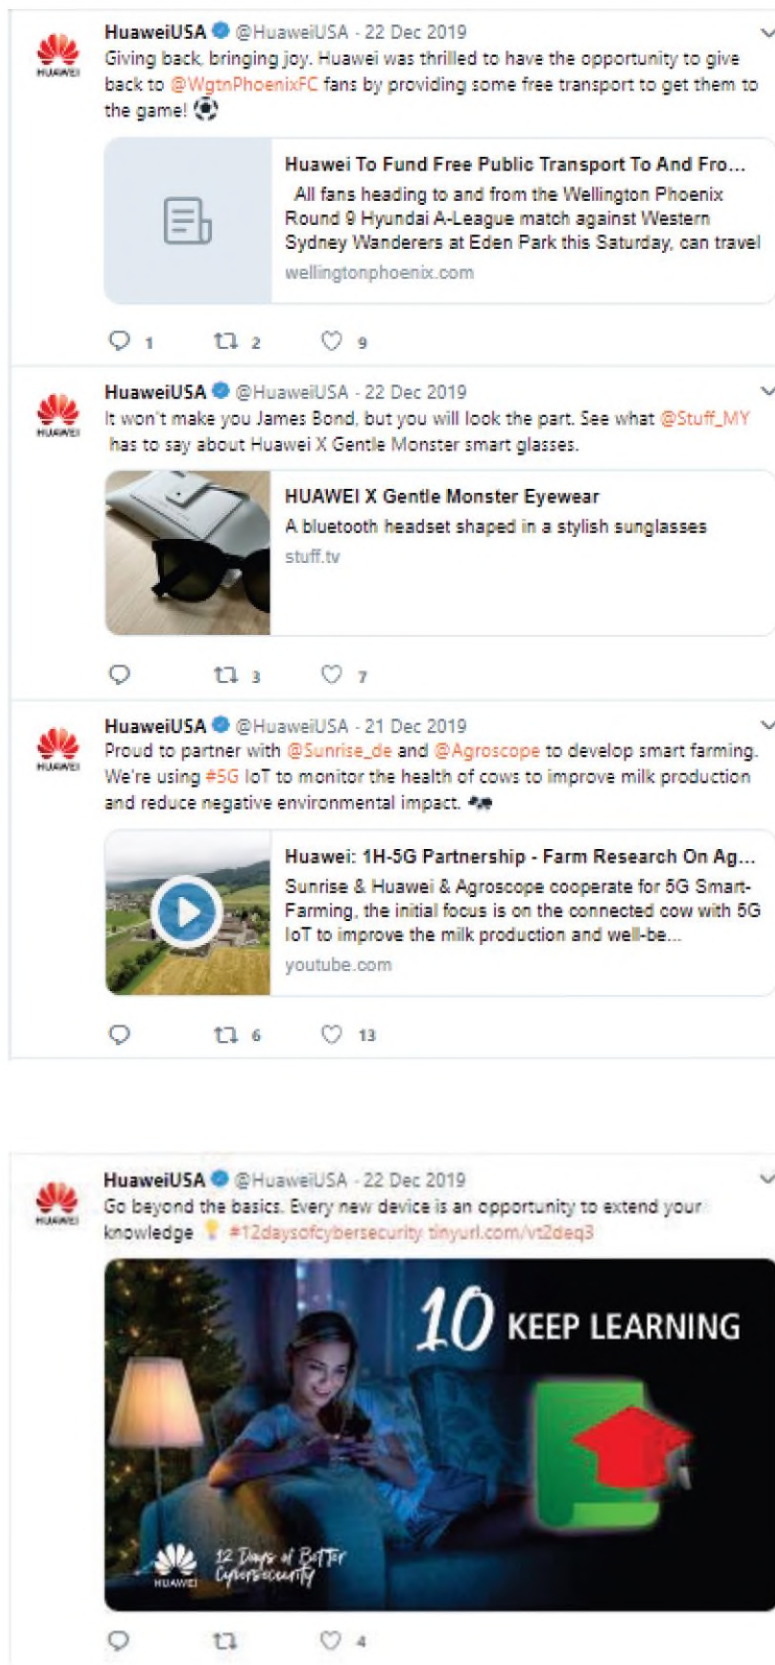 HuaweiUSA @HuaweiUSA · 22 Dec 2019
Giving back, bringing joy. Huawei was thrilled to have the opportunity to give
back to @WgtnPhoenixFC fans by providing some free transport to get them to
the game!
HUAWEI
Huawei To Fund Free Public Transport To And Fro...
All fans heading to and from the Wellington Phoenix
Round 9 Hyundai A-League match against Western
Sydney Wanderers at Eden Park this Saturday, can travel
wellingtonphoenix.com
1 2 9
HuaweiUSA @HuaweiUSA · 22 Dec 2019
It won't make you James Bond, but you will look the part. See what @Stuff_MY
has to say about Huawei X Gentle Monster smart glasses.
HUAWEI
HUAWEI X Gentle Monster Eyewear
A bluetooth headset shaped in a stylish sunglasses
stuff.tv
3 7
HuaweiUSA @HuaweiUSA · 21 Dec 2019
Proud to partner with @Sunrise_de and @Agroscope to develop smart farming.
We're using #5G IoT to monitor the health of cows to improve milk production
and reduce negative environmental impact.
HUAWEI
Huawei: 1H-5G Partnership - Farm Research On Ag...
Sunrise & Huawei & Agroscope cooperate for 5G Smart-
Farming, the initial focus is on the connected cow with 5G
IoT to improve the milk production and well-be...
youtube.com
6 13
HuaweiUSA @HuaweiUSA · 22 Dec 2019
Go beyond the basics. Every new device is an opportunity to extend your
knowledge #12daysofcybersecurity tinyurl.com/vt2deq3
HUAWEI
10 KEEP LEARNING
12 Days of Better
Cybersecurity
HUAWEI
4